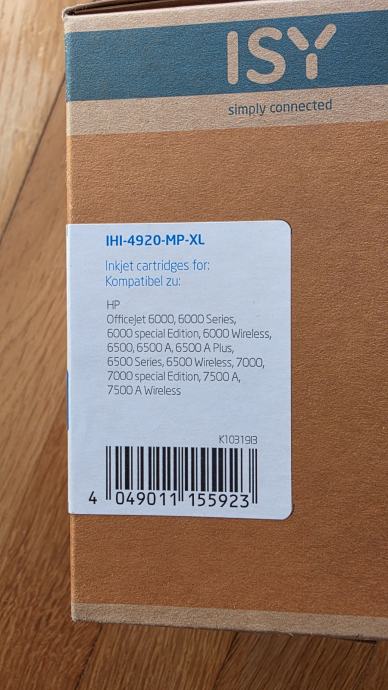 ISY
simply connected
IHI-4920-MP-XL
Inkjet cartridges for:
Kompatibel zu:
HP
Officejet 6000, 6000 Series,
6000 special Edition, 6000 Wireless,
6500, 6500 A, 6500 A Plus,
6500 Series, 6500 Wireless, 7000,
7000 special Edition, 7500 A,
7500 A Wireless
K10319I3
4 049011 155923